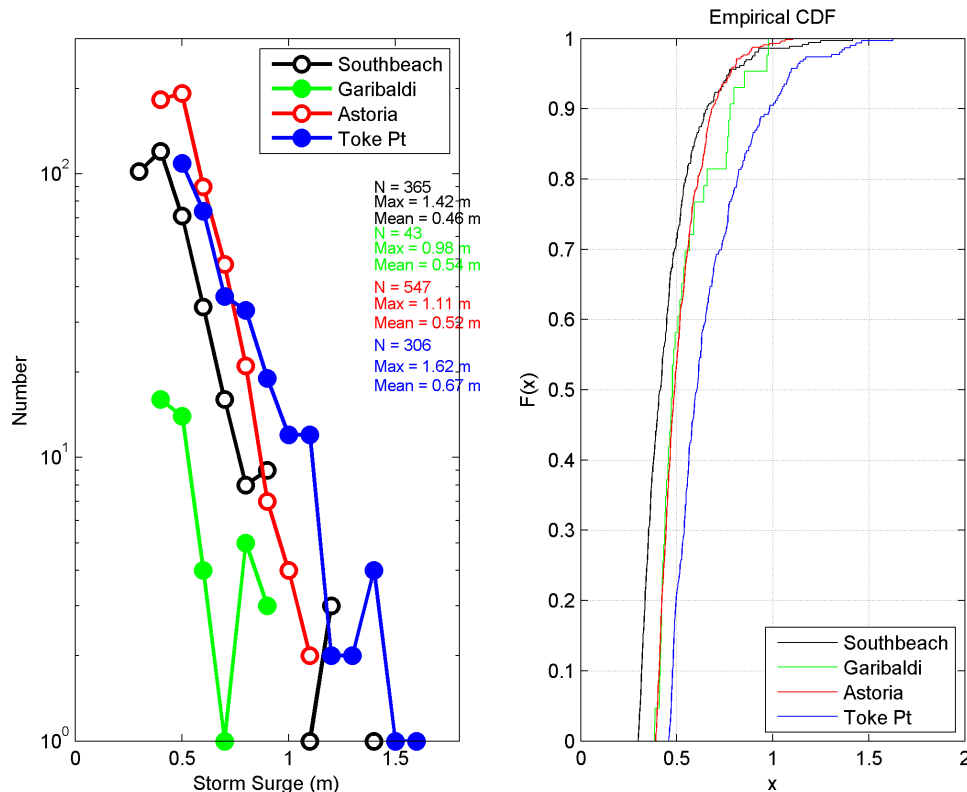 Empirical CDF
Southbeach
Garibaldi
Astoria
Toke Pt
N = 365
Max = 1.42 m
Mean = 0.46 m
N = 43
Max = 0.98 m
Mean = 0.54 m
N = 547
Max = 1.11 m
Mean = 0.52 m
N = 306
Max = 1.62 m
Mean = 0.67 m
10^2
10^1
10^0
Number
0 0.5 1 1.5
Storm Surge (m)
1
0.9
0.8
0.7
0.6
0.5
0.4
0.3
0.2
0.1
0
F(x)
Southbeach
Garibaldi
Astoria
Toke Pt
0 0.5 1 1.5 2
x